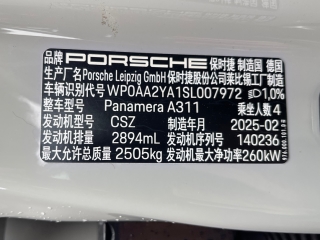 品牌 PORSCHE 保时捷 制造国 德国
生产厂名 Porsche Leipzig GmbH 保时捷股份公司莱比锡工厂制造
车辆识别代号 WP0AA2YA1SL007972 1,0%
整车型号 Panamera A311 乘坐人数 4
发动机型号 CSZ 制造年月 2025-02
发动机排量 2894mL 发动机序列号 140236
最大允许总质量 2505kg 发动机最大净功率 260kW